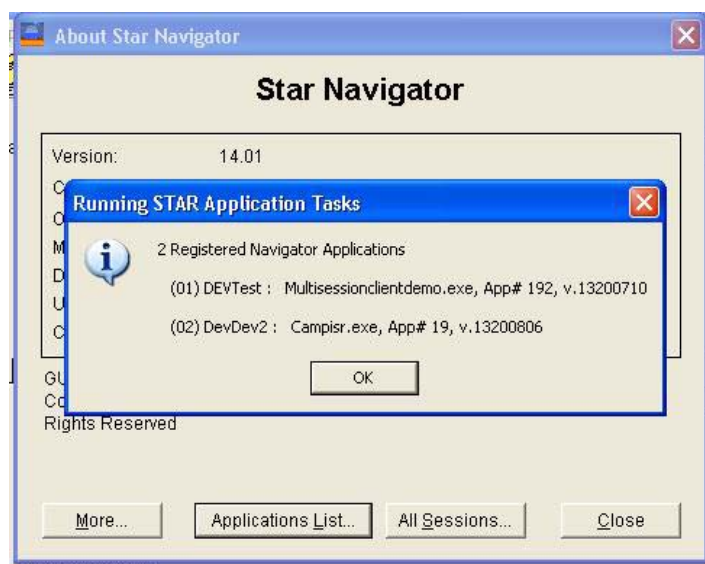 About Star Navigator
Star Navigator
Version: 14.01
Running STAR Application Tasks
2 Registered Navigator Applications
(01) DEVTest : Multisessionclientdemo.exe, App# 192, v.13200710
(02) DevDev2 : Campisr.exe, App# 19, v.13200806
OK
Rights Reserved
More...
Applications List...
All Sessions...
Close